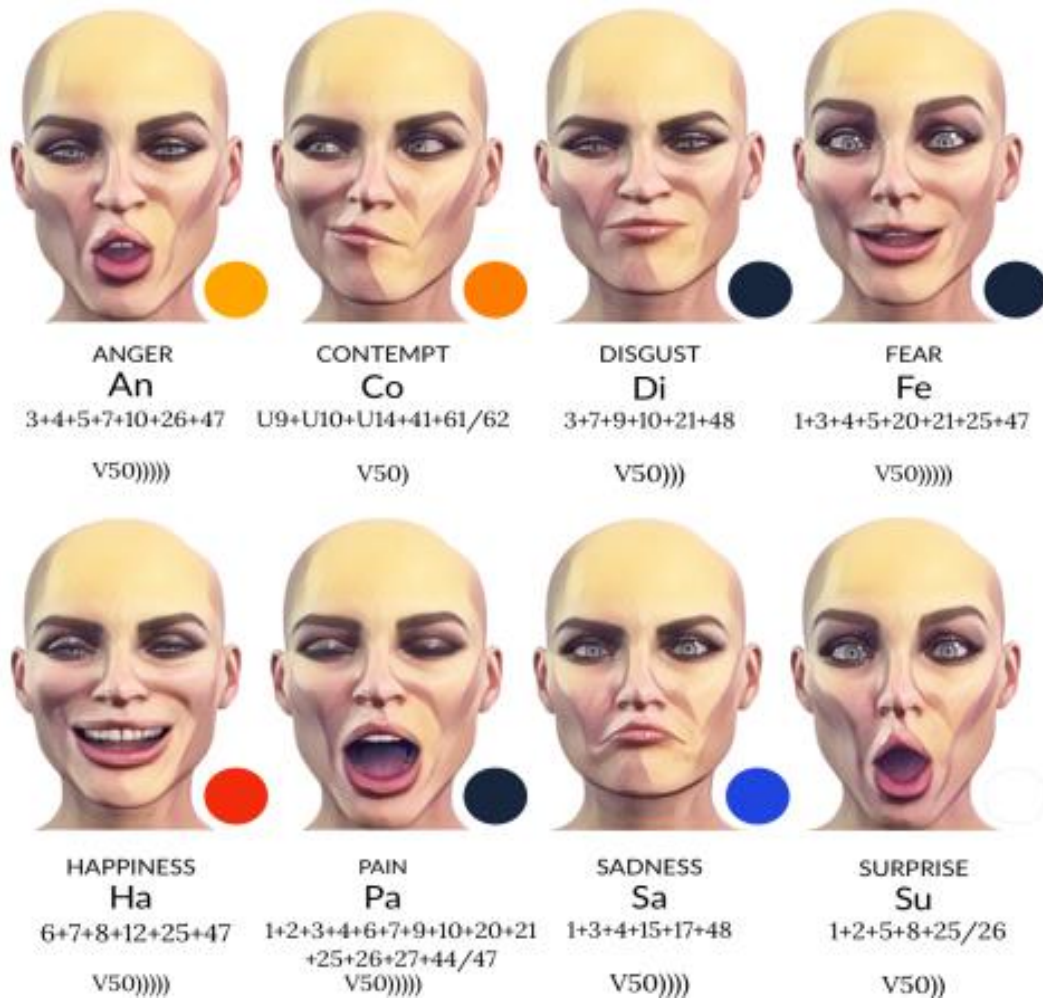 ANGER
An
3+4+5+7+10+26+47
V50)))))
CONTEMPT
Co
U9+U10+U14+41+61/62
V50)
DISGUST
Di
3+7+9+10+21+48
V50)))
FEAR
Fe
1+3+4+5+20+21+25+47
V50)))))
HAPPINESS
Ha
6+7+8+12+25+47
V50)))))
PAIN
Pa
1+2+3+4+6+7+9+10+20+21
+25+26+27+44/47
V50)))))
SADNESS
Sa
1+3+4+15+17+48
V50))))
SURPRISE
Su
1+2+5+8+25/26
V50))